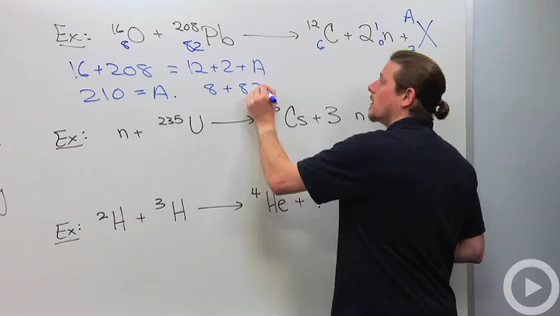 Ex: ¹⁶₈O + ²⁰⁸₈₂Pb → ¹²₆C + 2¹₀n + ᴬX
16+208 = 12+2+A
210 = A. 8 + 82
Ex: n + ²³⁵U → Cs + 3 n
Ex: ²H + ³H → ⁴He +